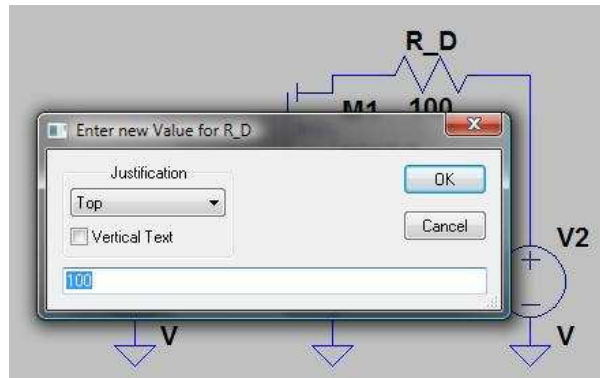 R_D
M1 100
Enter new Value for R_D
Justification
Top
Vertical Text
OK
Cancel
100
V2
V
V